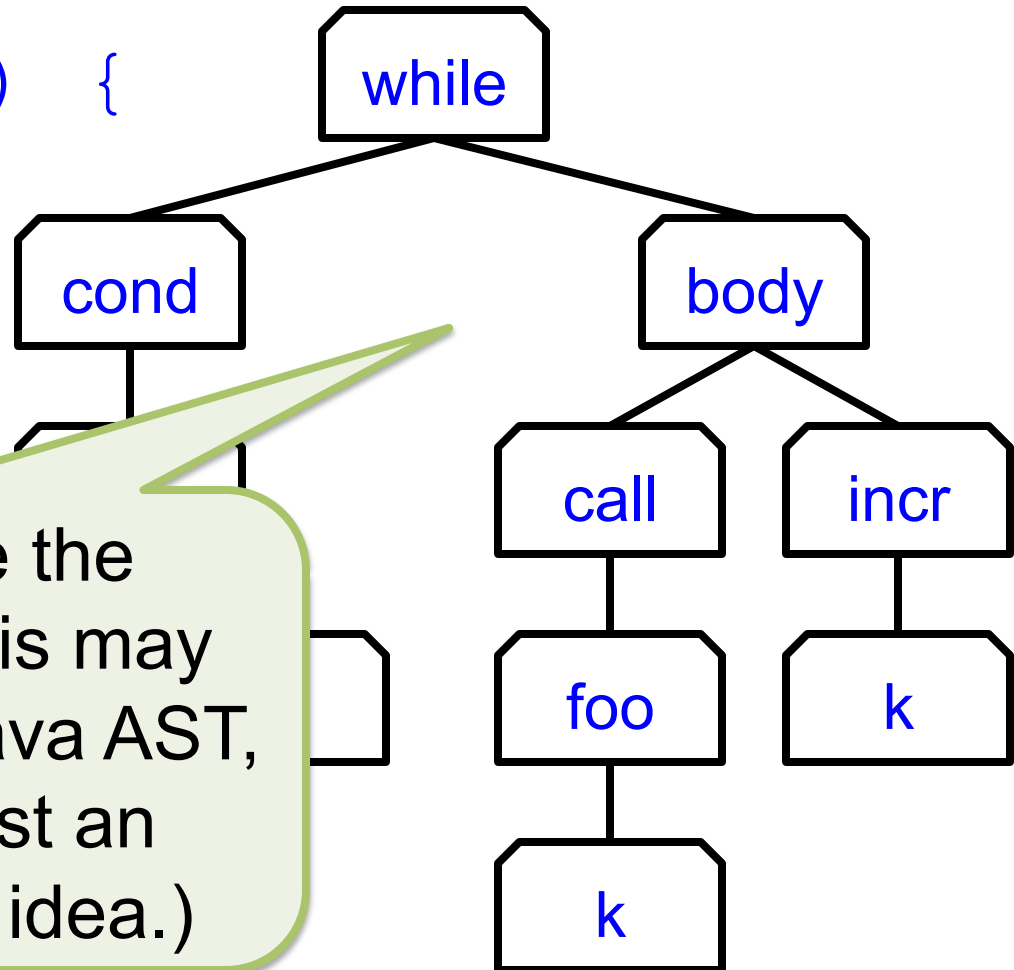 ) {
while
cond
body
call
incr
e the
is may
foo
k
ava AST,
st an
idea.)
k